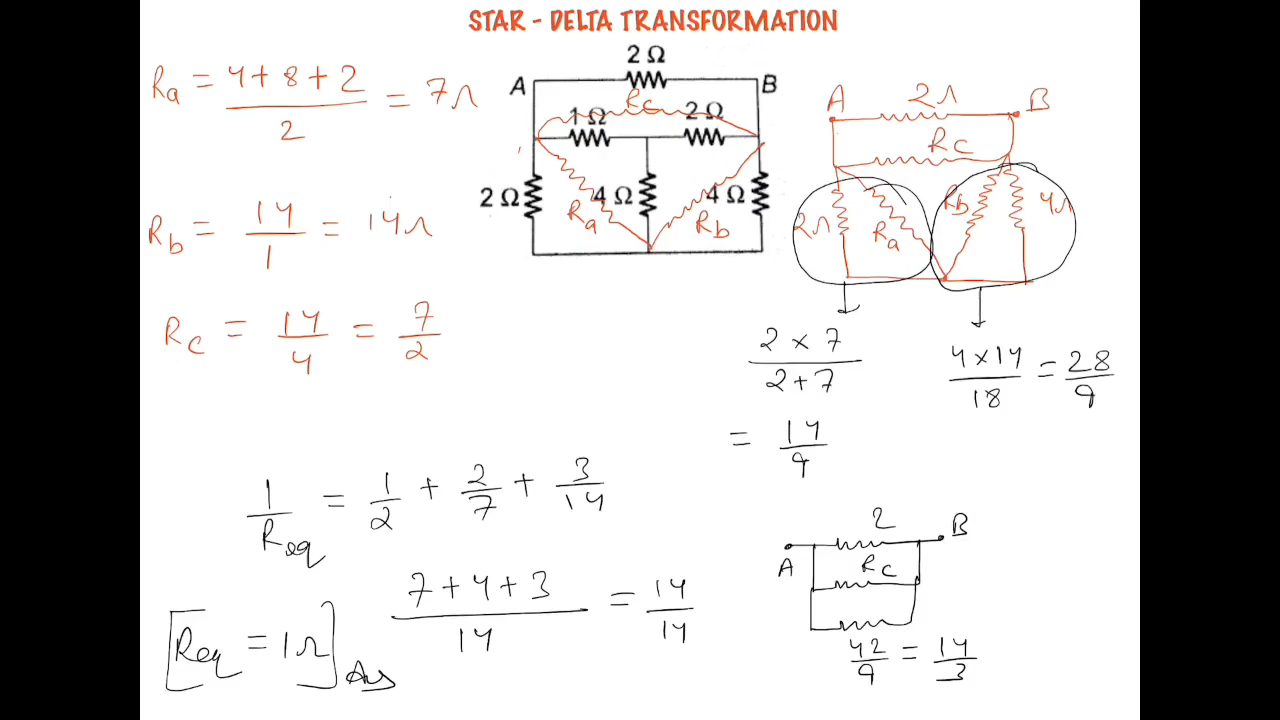 STAR - DELTA TRANSFORMATION
Ra = 4+8+2 / 2 = 7Ω
Rb = 14 / 1 = 14Ω
Rc = 14 / 4 = 7 / 2
2 Ω
A
B
Rc
1 Ω
2 Ω
2 Ω
4 Ω
4 Ω
Ra
Rb
A
2Ω
B
Rc
2Ω
Ra
Rb
4Ω
2 × 7 / 2+7
= 14 / 9
4×14 / 18 = 28 / 9
1 / Req = 1 / 2 + 2 / 7 + 3 / 14
7+4+3 / 14 = 14 / 14
[Req = 1Ω] Ans
2
A
B
Rc
42 / 9 = 14 / 3